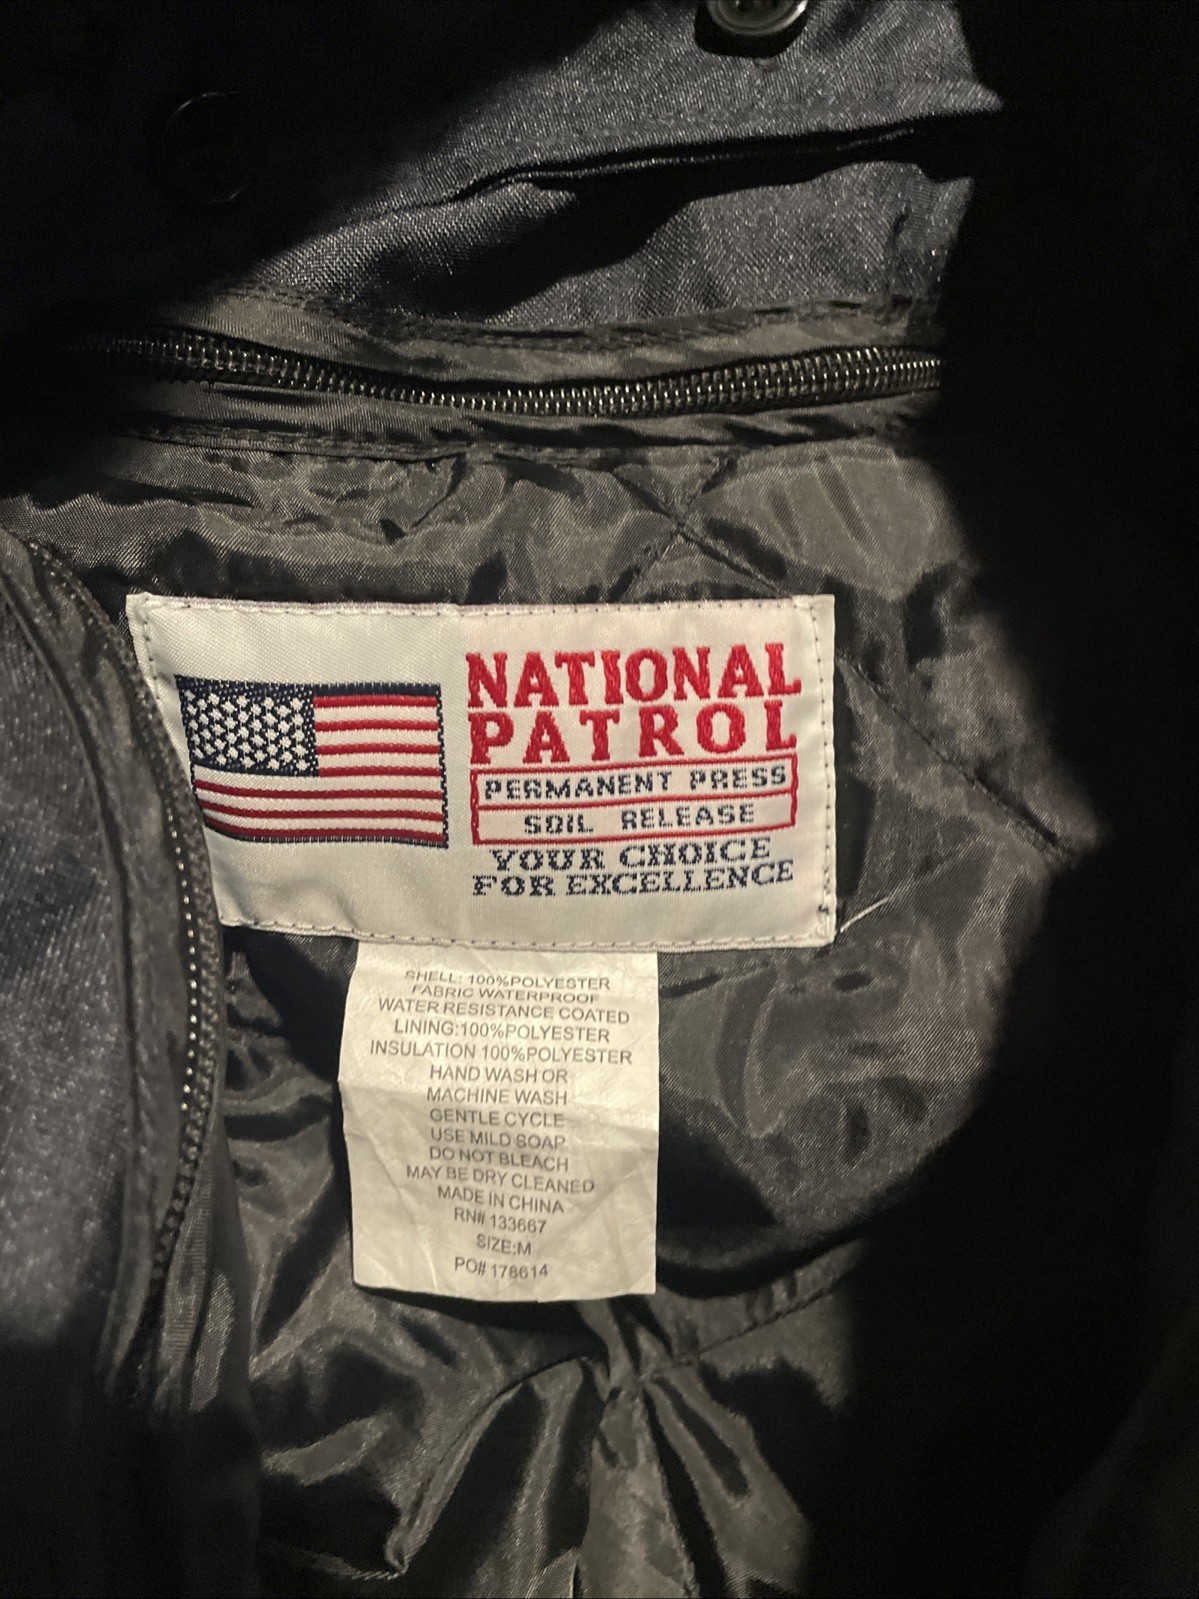 NATIONAL
PATROL
PERMANENT PRESS
SOIL RELEASE
YOUR CHOICE
FOR EXCELLENCE
SHELL: 100%POLYESTER
FABRIC WATERPROOF
WATER RESISTANCE COATED
LINING:100%POLYESTER
INSULATION 100%POLYESTER
HAND WASH OR
MACHINE WASH
GENTLE CYCLE
USE MILD SOAP
DO NOT BLEACH
MAY BE DRY CLEANED
MADE IN CHINA
RN# 133667
SIZE:M
PO# 178614